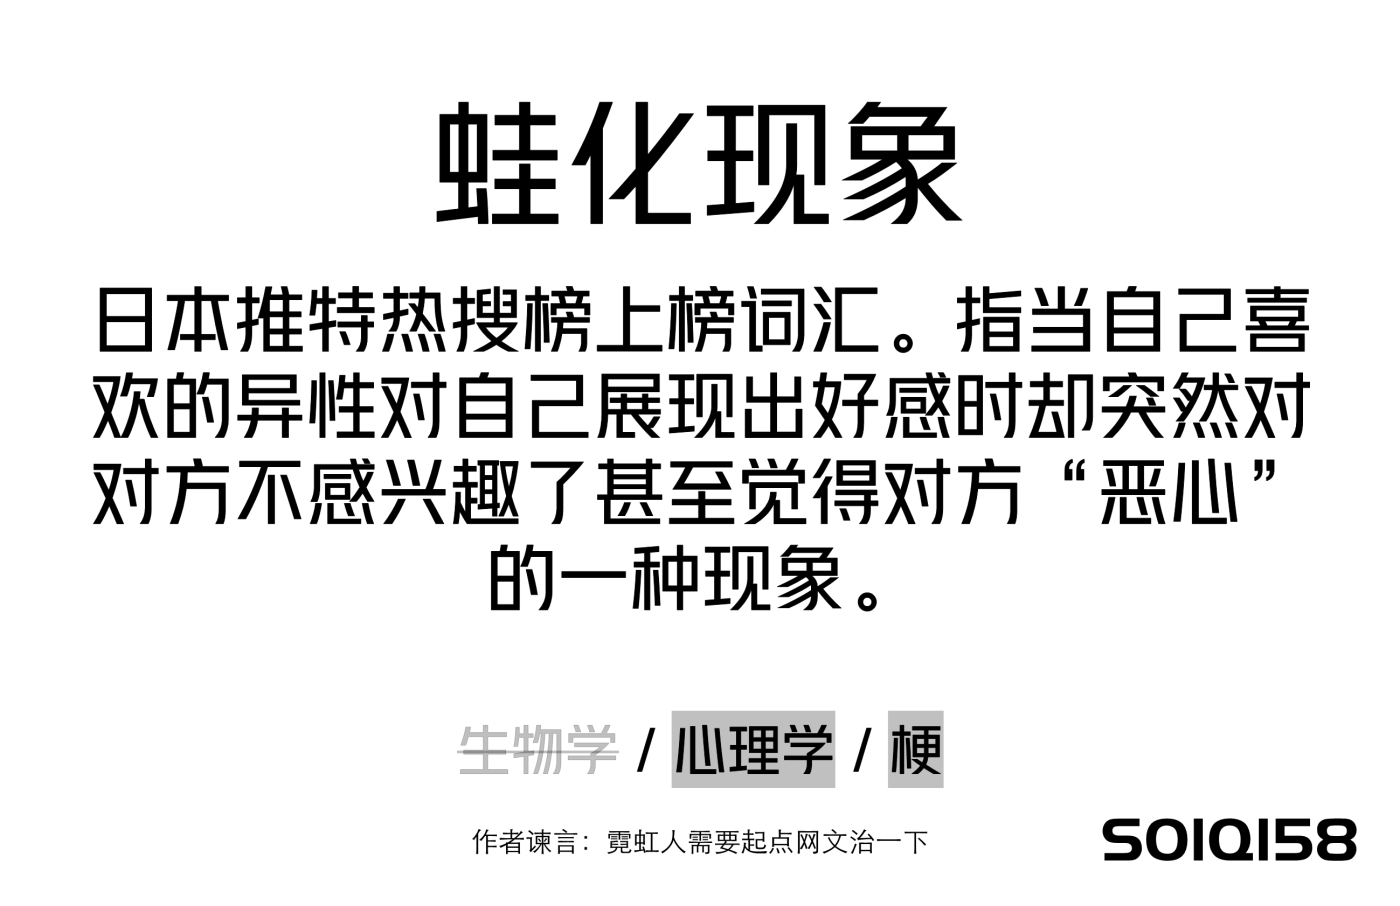 蛙化现象
日本推特热搜榜上榜词汇。指当自己喜
欢的异性对自己展现出好感时却突然对
对方不感兴趣了甚至觉得对方“恶心”
的一种现象。
生物学 / 心理学 / 梗
作者谏言：霓虹人需要起点网文治一下
SOIQI58